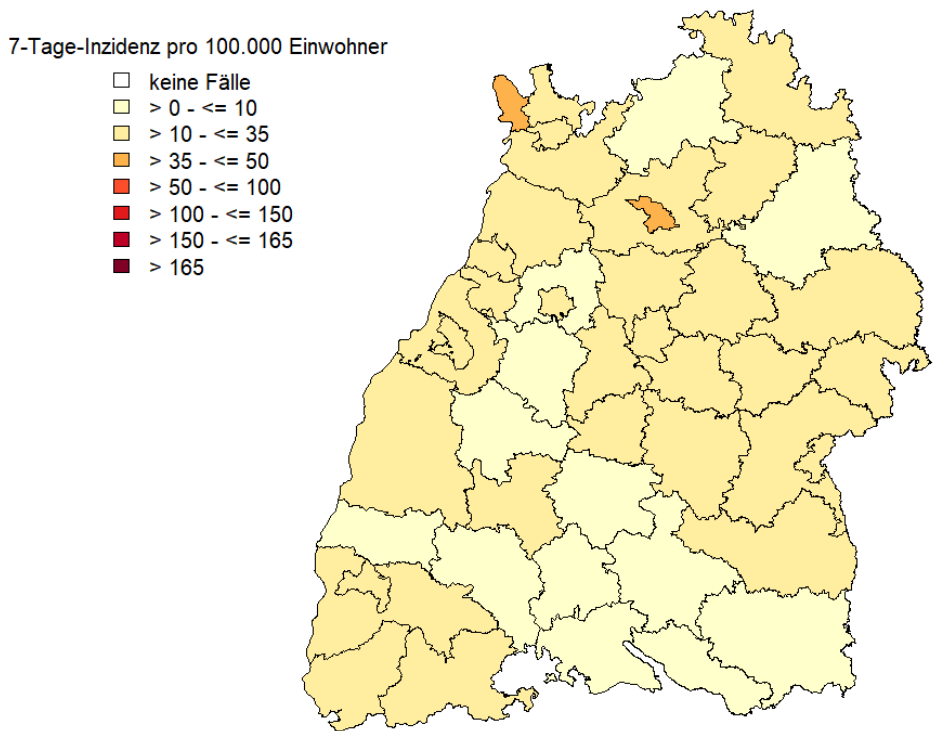 7-Tage-Inzidenz pro 100.000 Einwohner
keine Fälle
> 0 - <= 10
> 10 - <= 35
> 35 - <= 50
> 50 - <= 100
> 100 - <= 150
> 150 - <= 165
> 165